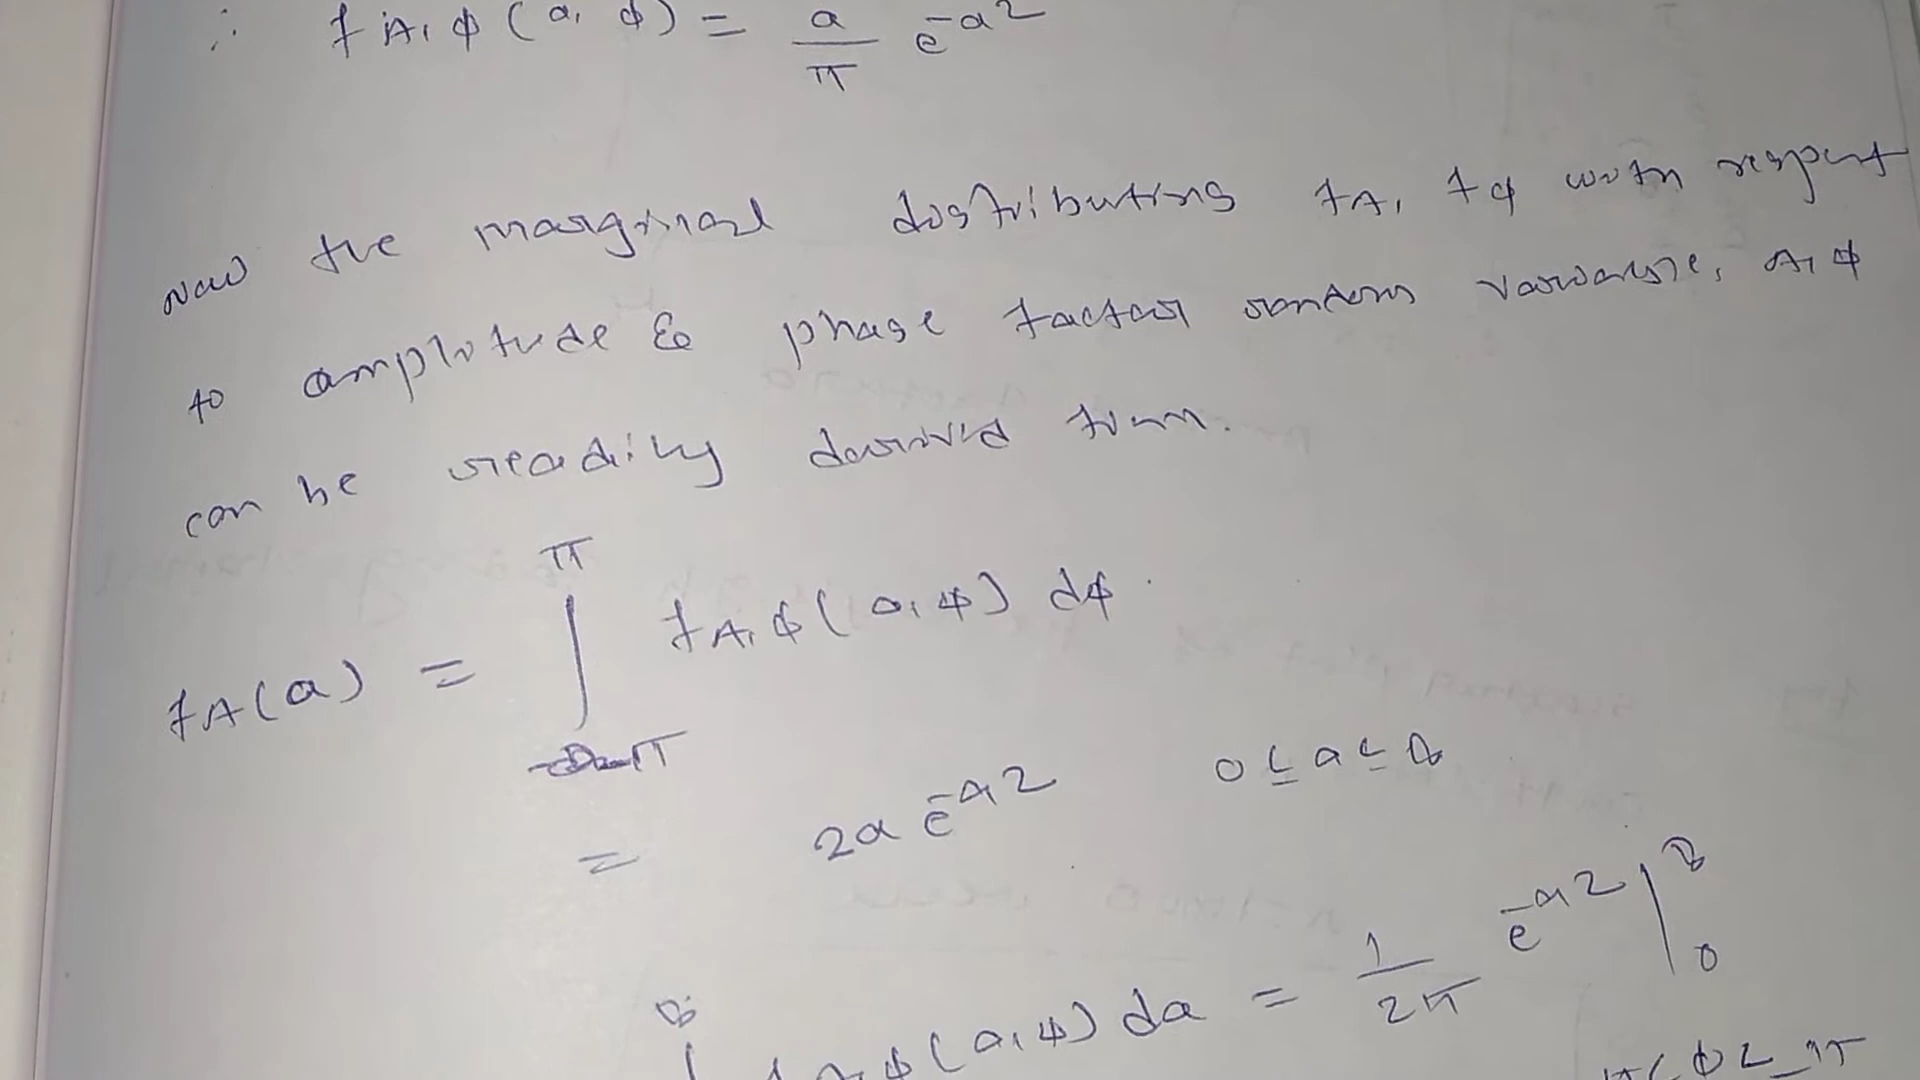 ∴ f A, φ (a, φ) = a/π e^-a2
now the marginal distributions fA, fφ with respect
to amplitude & phase factor random variable, A, φ
can be readily derived from.
fA(a) = ∫_-π^π fA,φ(a,φ) dφ.
= 2a e^-a2 0 ≤ a ≤ ∞
∫^∞ fA,φ(a,φ) da = 1/2π e^-a2 |_0^∞